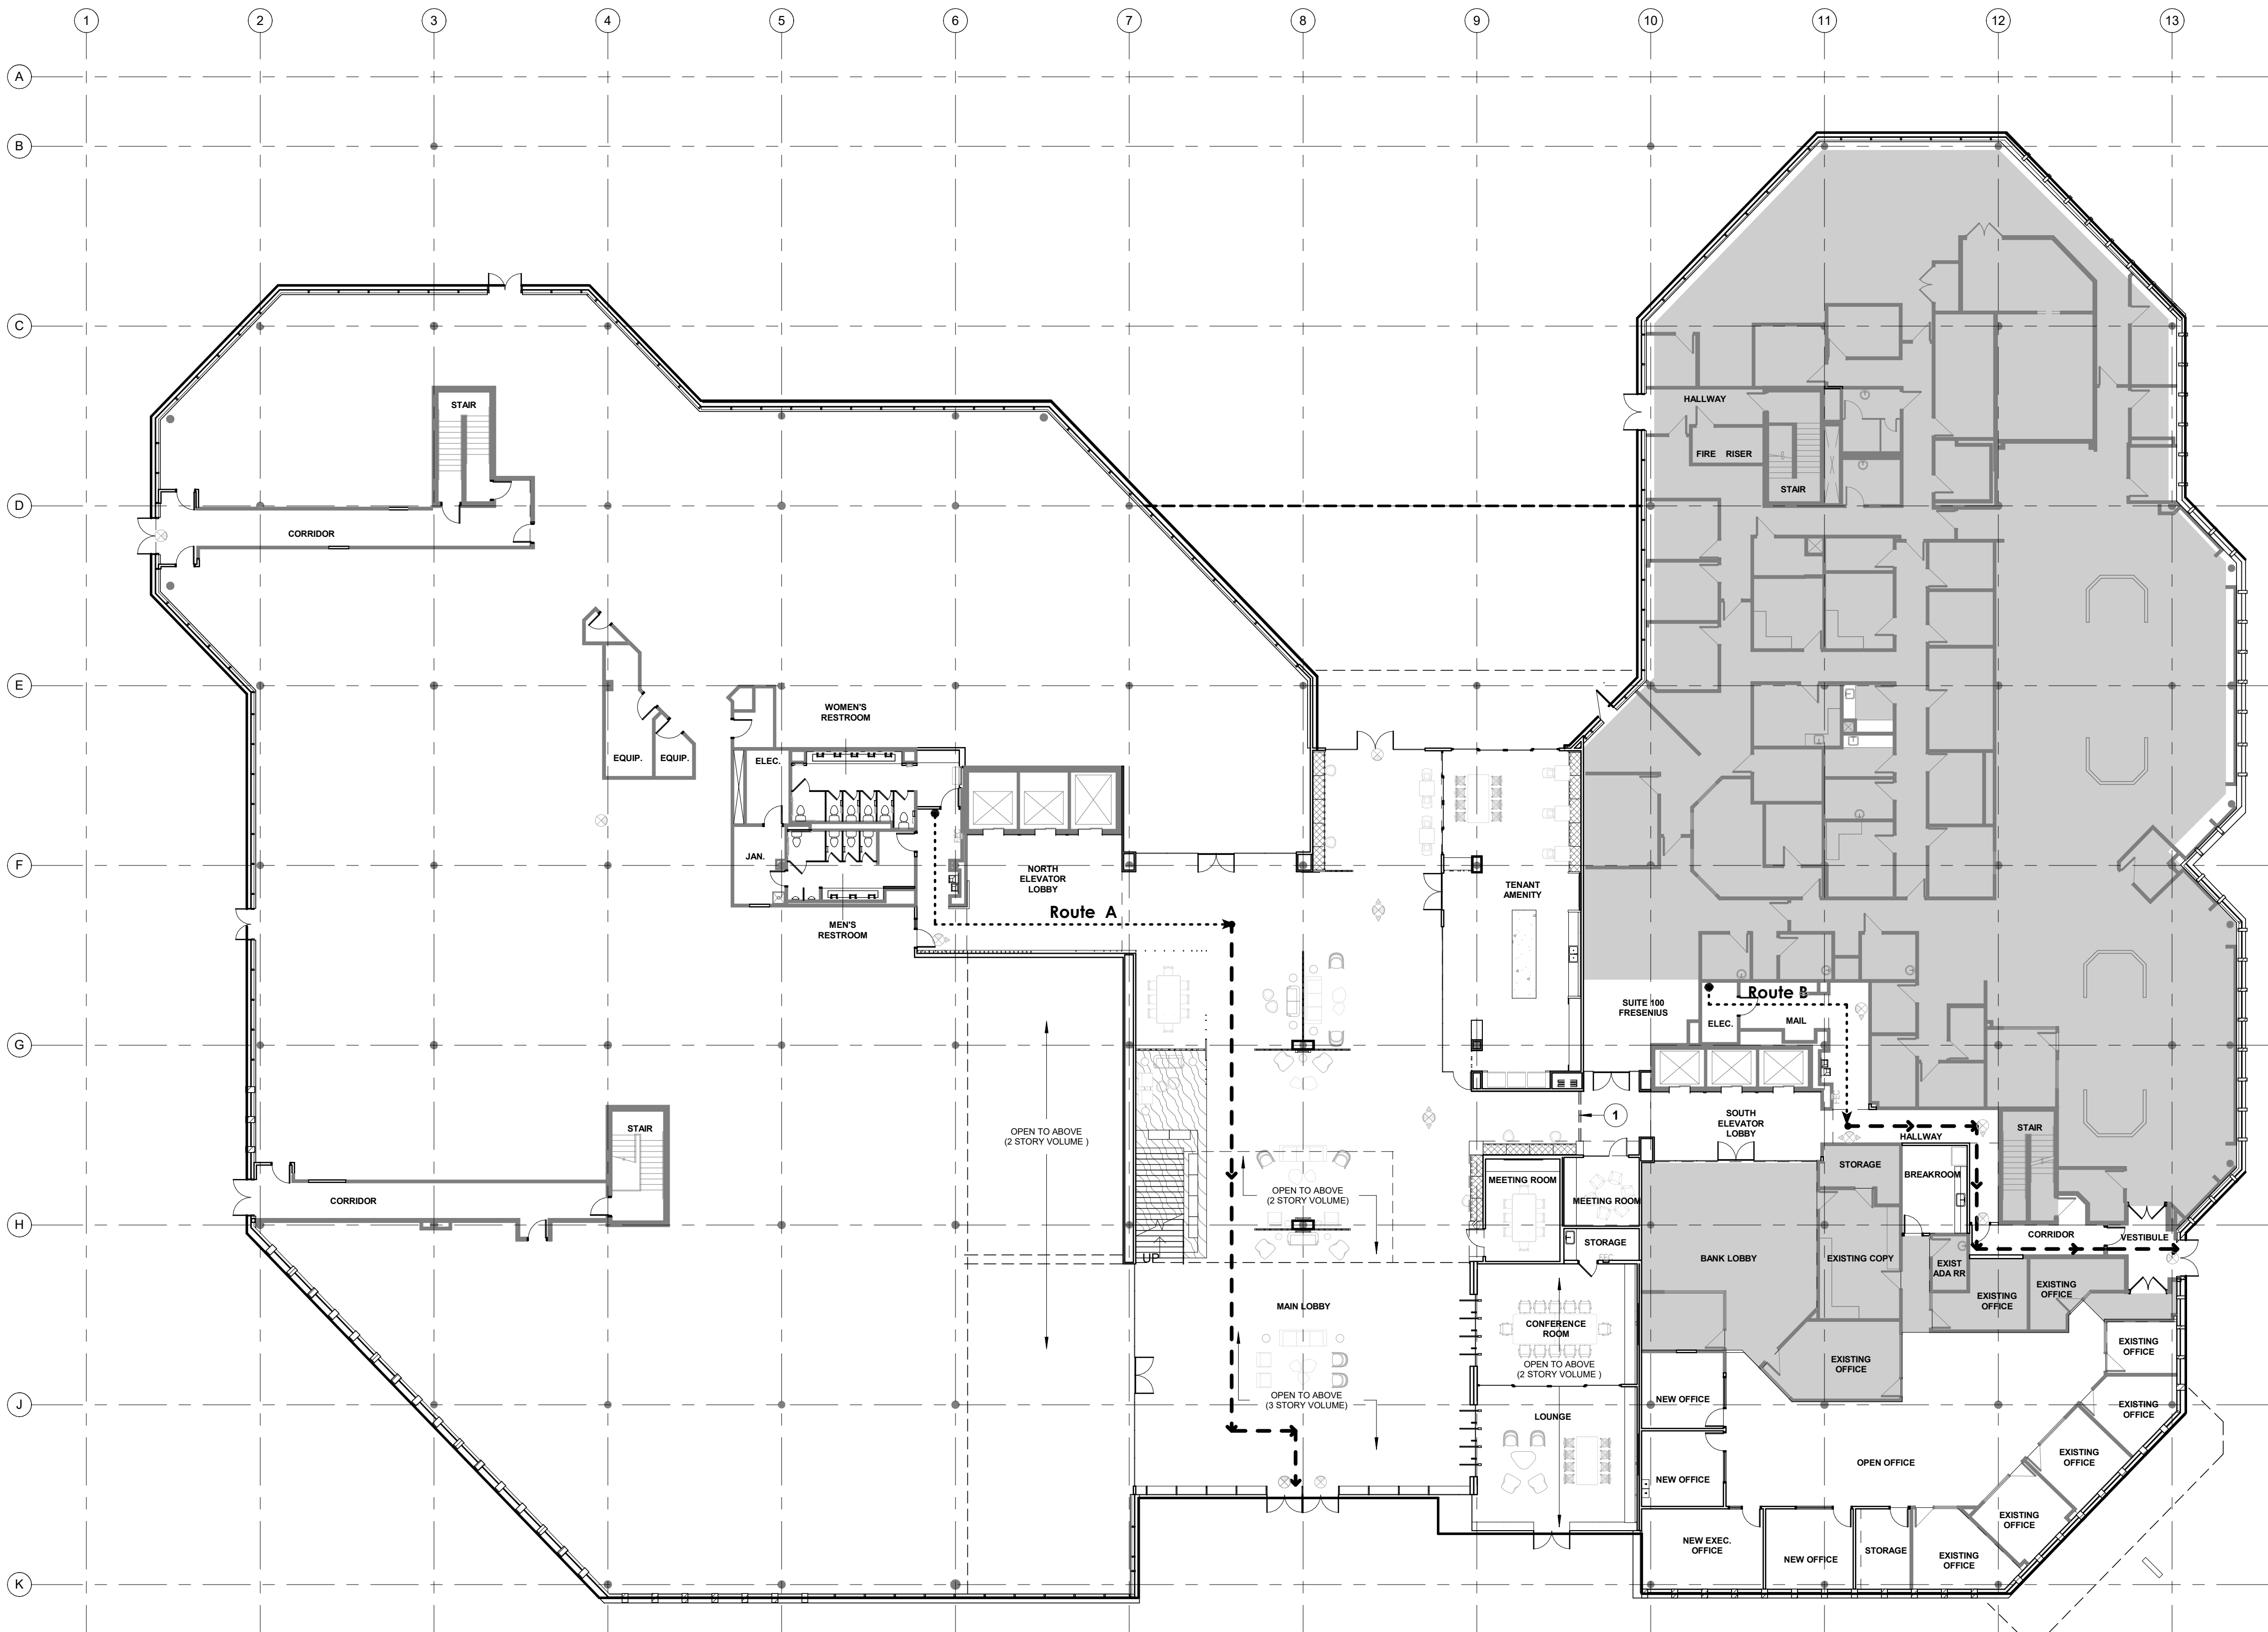 1 2 3 4 5 6 7 8 9 10 11 12 13
A
B
C
D
E
F
G
H
J
K
STAIR
CORRIDOR
HALLWAY
FIRE RISER
STAIR
WOMEN'S
RESTROOM
EQUIP.
EQUIP.
ELEC.
JAN.
NORTH
ELEVATOR
LOBBY
Route A
MEN'S
RESTROOM
TENANT
AMENITY
SUITE 100
FRESENIUS
Route B
ELEC.
MAIL
1
SOUTH
ELEVATOR
LOBBY
HALLWAY
STAIR
STAIR
OPEN TO ABOVE
(2 STORY VOLUME )
CORRIDOR
UP
OPEN TO ABOVE
(2 STORY VOLUME)
MEETING ROOM
MEETING ROOM
STORAGE
FEC
STORAGE
BREAKROOM
BANK LOBBY
EXISTING COPY
EXIST
ADA RR
CORRIDOR
VESTIBULE
EXISTING
OFFICE
EXISTING
OFFICE
MAIN LOBBY
CONFERENCE
ROOM
OPEN TO ABOVE
(2 STORY VOLUME )
OPEN TO ABOVE
(3 STORY VOLUME)
LOUNGE
NEW OFFICE
NEW OFFICE
EXISTING
OFFICE
EXISTING
OFFICE
EXISTING
OFFICE
EXISTING
OFFICE
OPEN OFFICE
EXISTING
OFFICE
NEW EXEC.
OFFICE
NEW OFFICE
STORAGE
EXISTING
OFFICE